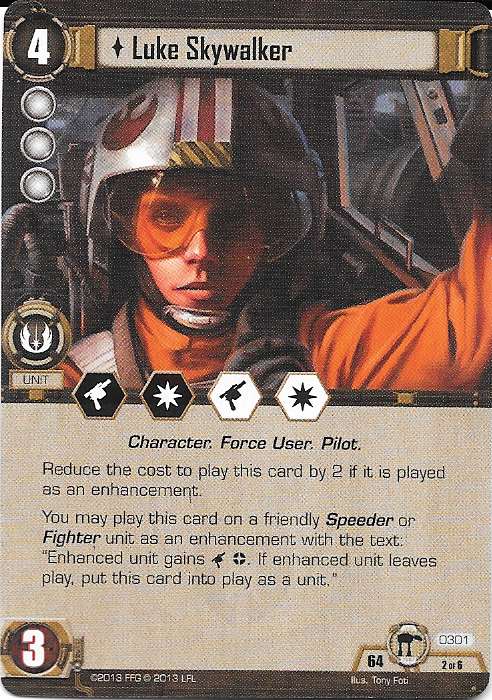 4
Luke Skywalker
UNIT
Character. Force User. Pilot.
Reduce the cost to play this card by 2 if it is played
as an enhancement.
You may play this card on a friendly Speeder or
Fighter unit as an enhancement with the text:
“Enhanced unit gains . If enhanced unit leaves
play, put this card into play as a unit.”
3
64
0301
2 of 6
©2013 FFG © 2013 LFL
Illus. Tony Foti